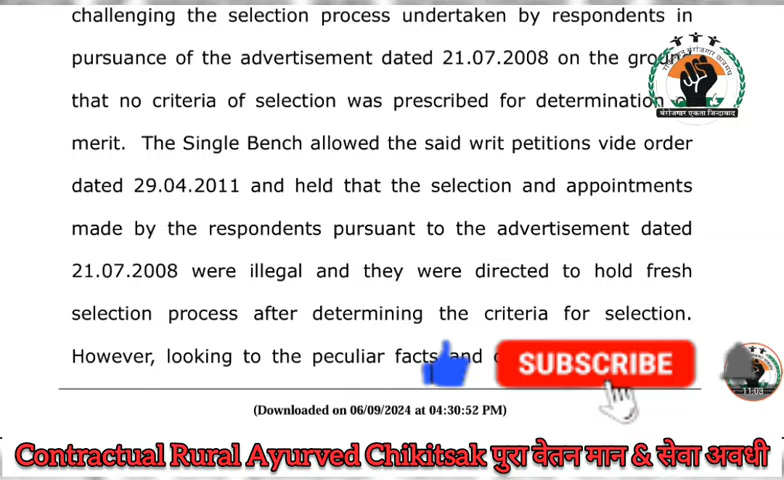 challenging the selection process undertaken by respondents in
pursuance of the advertisement dated 21.07.2008 on the
that no criteria of selection was prescribed for determination
merit. The Single Bench allowed the said writ petitions vide order
dated 29.04.2011 and held that the selection and appointments
made by the respondents pursuant to the advertisement dated
21.07.2008 were illegal and they were directed to hold fresh
selection process after determining the criteria for selection.
However, looking to the peculiar facts and
SUBSCRIBE
11:03
(Downloaded on 06/09/2024 at 04:30:52 PM)
Contractual Rural Ayurved Chikitsak पुरा वेतन मान & सेवा अवधी
बेरोजगार एकता जिन्दाबाद